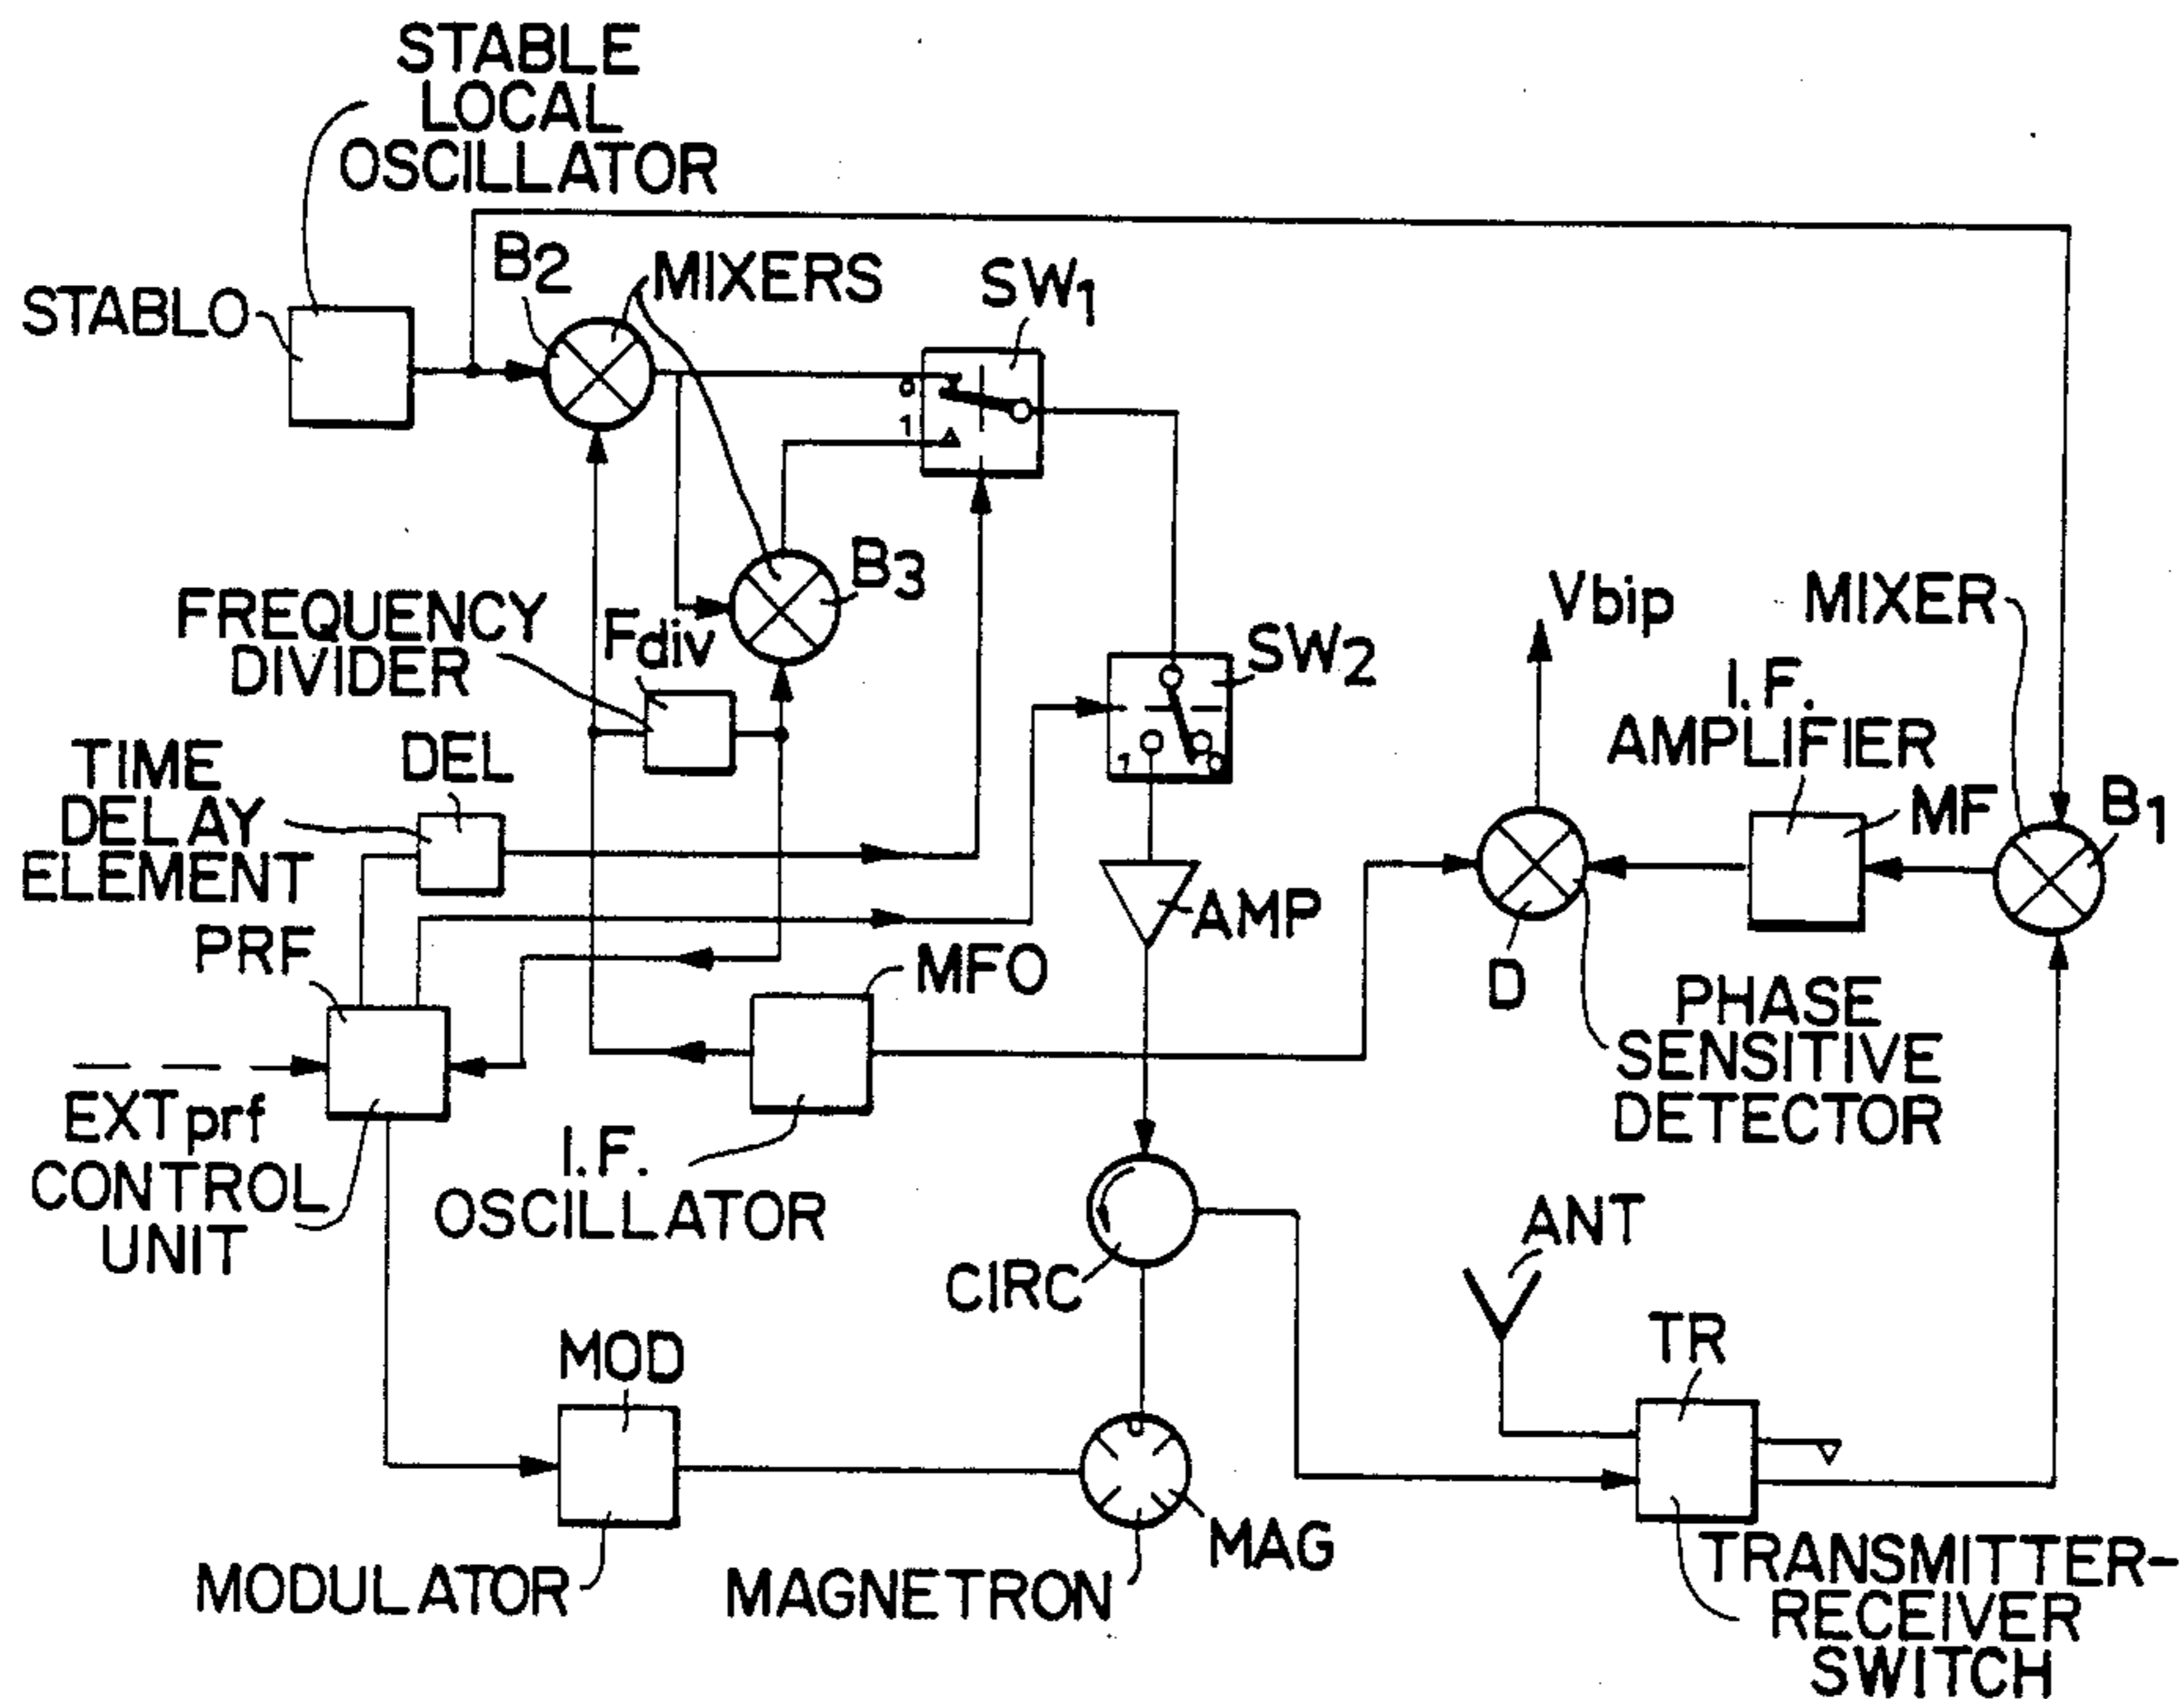 STABLE
LOCAL
OSCILLATOR
STABLO
B2
MIXERS
SW1
0
1
B3
FREQUENCY
DIVIDER
Fdiv
SW2
1
0
Vbip
MIXER
I.F.
AMPLIFIER
MF
B1
TIME
DELAY
ELEMENT
DEL
AMP
PRF
MFO
D
PHASE
SENSITIVE
DETECTOR
EXTprf
CONTROL
UNIT
I.F.
OSCILLATOR
CIRC
ANT
TR
MOD
MODULATOR
MAGNETRON
MAG
TRANSMITTER-
RECEIVER
SWITCH